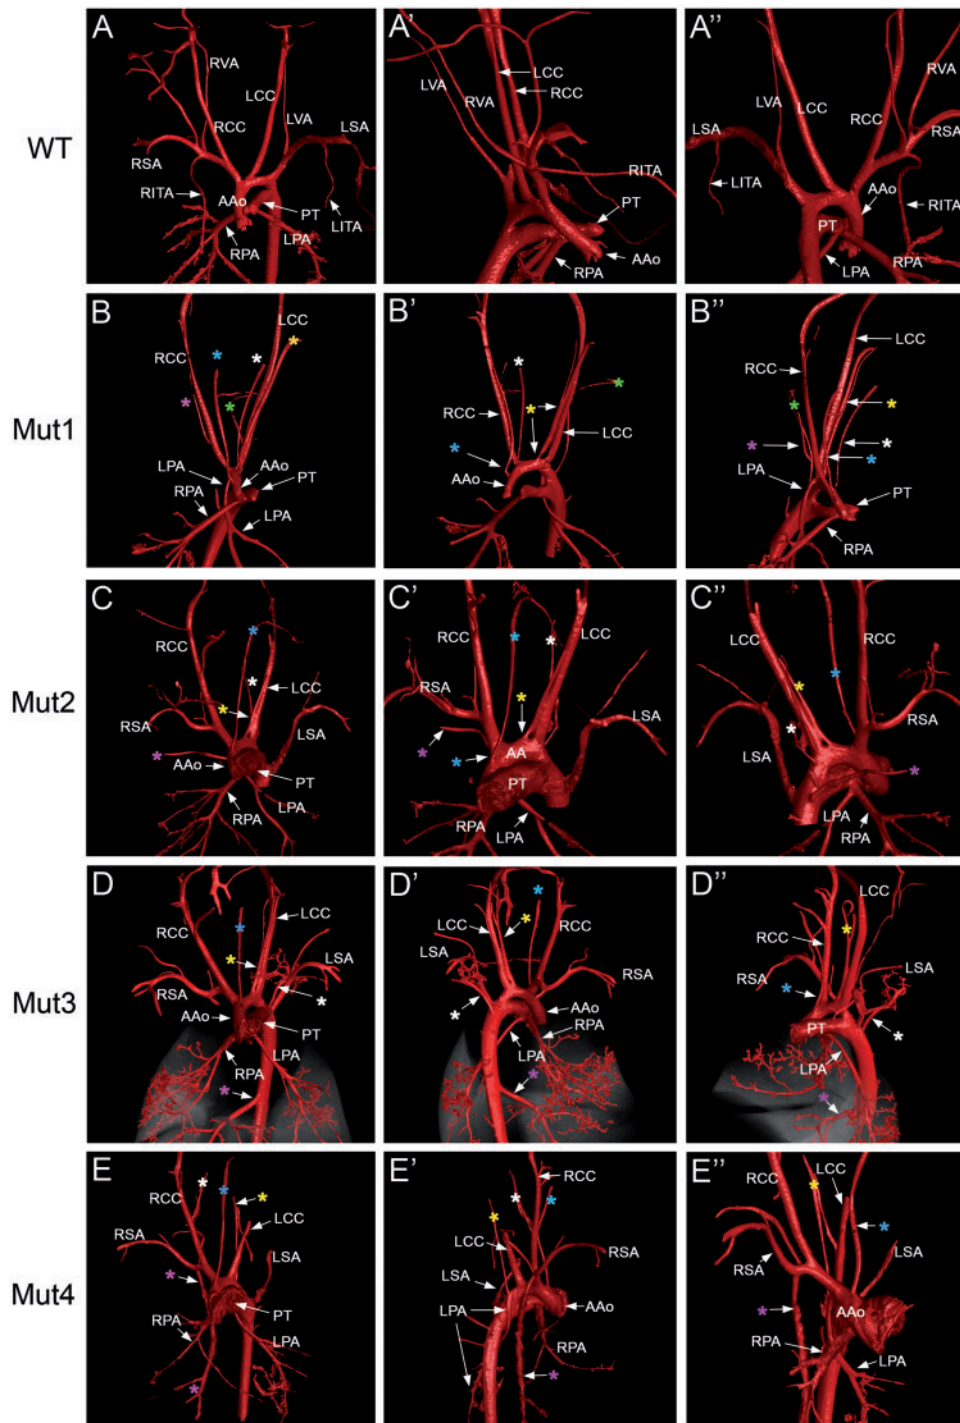 A
RVA
LCC
RCC
LVA
LSA
RSA
RITA
AAo
PT
LITA
RPA
LPA
A'
LCC
RCC
LVA
RVA
RITA
PT
RPA
AAo
A''
RVA
LVA
LCC
RCC
LSA
RSA
LITA
AAo
RITA
PT
LPA
RPA
WT
B
LCC
RCC
*
*
*
*
*
LPA
AAo
PT
RPA
LPA
B'
*
*
*
RCC
LCC
*
AAo
B''
LCC
RCC
*
*
*
*
*
LPA
PT
RPA
Mut1
C
RCC
*
*
LCC
*
RSA
LSA
*
AAo
PT
RPA
LPA
C'
RCC
*
*
LCC
RSA
*
LSA
*
*
AA
PT
RPA
LPA
C''
LCC
RCC
*
*
RSA
*
LSA
*
LPA
RPA
Mut2
D
LCC
RCC
*
*
LSA
RSA
*
AAo
PT
RPA
LPA
*
D'
*
LCC
*
RCC
LSA
RSA
*
AAo
RPA
LPA
*
D''
LCC
*
RCC
RSA
LSA
*
*
PT
LPA
*
Mut3
E
RCC
*
*
*
LCC
RSA
LSA
*
PT
RPA
LPA
*
E'
RCC
*
*
*
LCC
RSA
LSA
LPA
AAo
RPA
*
E''
LCC
*
*
RSA
LSA
*
AAo
RPA
LPA
Mut4